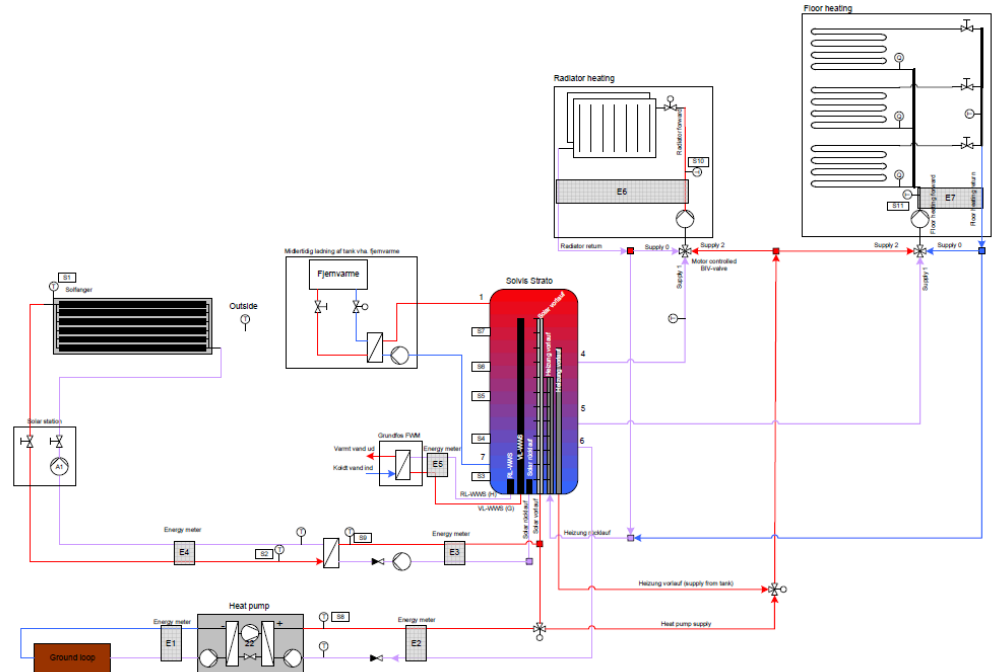 Floor heating
Radiator heating
Radiator forward
S10
E6
E7
S11
Floor heating forward
Floor heating return
Radiator return
Supply 0
Supply 2
Supply 2
Supply 0
Motor controlled
BIV-valve
Supply 1
Supply 1
Midlertidig ladning af tank vha. fjernvarme
Fjernvarme
S1
Solfanger
Outside
T
Solvis Strato
1
S7
S6
S5
S4
7
S3
4
5
6
Solar vorlauf
Heizung vorlauf
Heizung vorlauf
RL-WWS
VL-WWS
Solar rücklauf
Solar station
A1
Grundfos FWM
Energy meter
Varmt vand ud
Koldt vand ind
E5
RL-WWS (H)
VL-WWS (G)
Solar rücklauf
Solar vorlauf
Heizung rücklauf
Energy meter
E4
S2
T
T
S9
Energy meter
E3
Heizung vorlauf (supply from tank)
Heat pump
Energy meter
E1
-
+
22
S8
T
T
Energy meter
E2
Heat pump supply
Ground loop